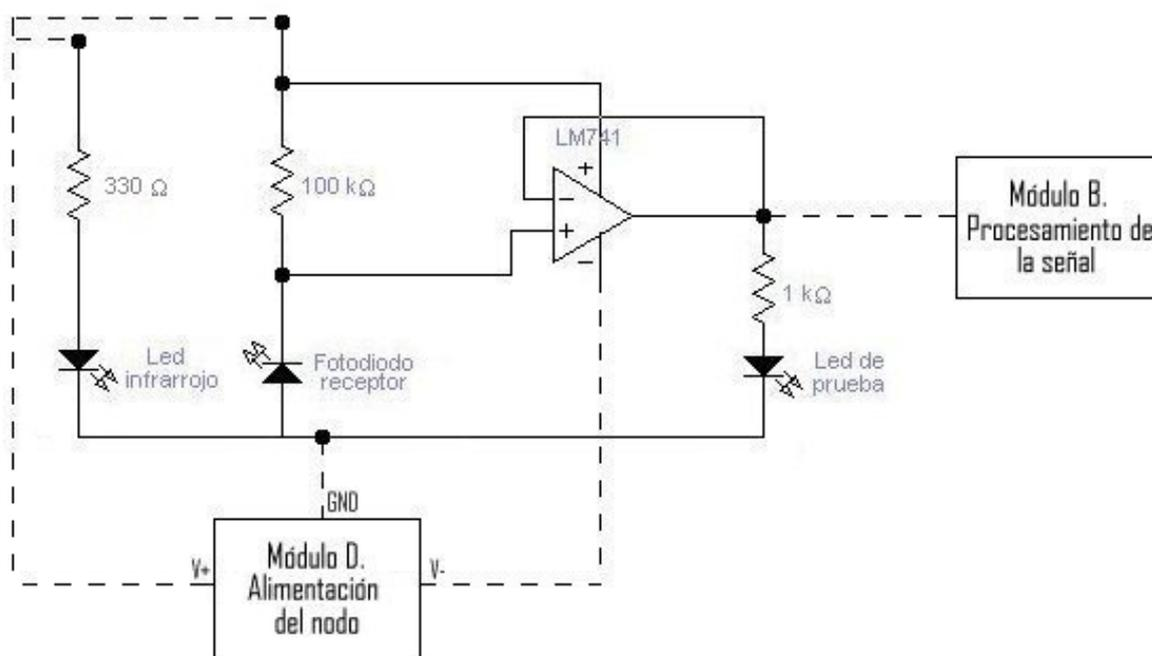 LM741
+
330 Ω
100 kΩ
−
+
−
Módulo B.
Procesamiento de
la señal
1 kΩ
Led
infrarrojo
Fotodiodo
receptor
Led de
prueba
GND
V+
Módulo D.
Alimentación
del nodo
V-